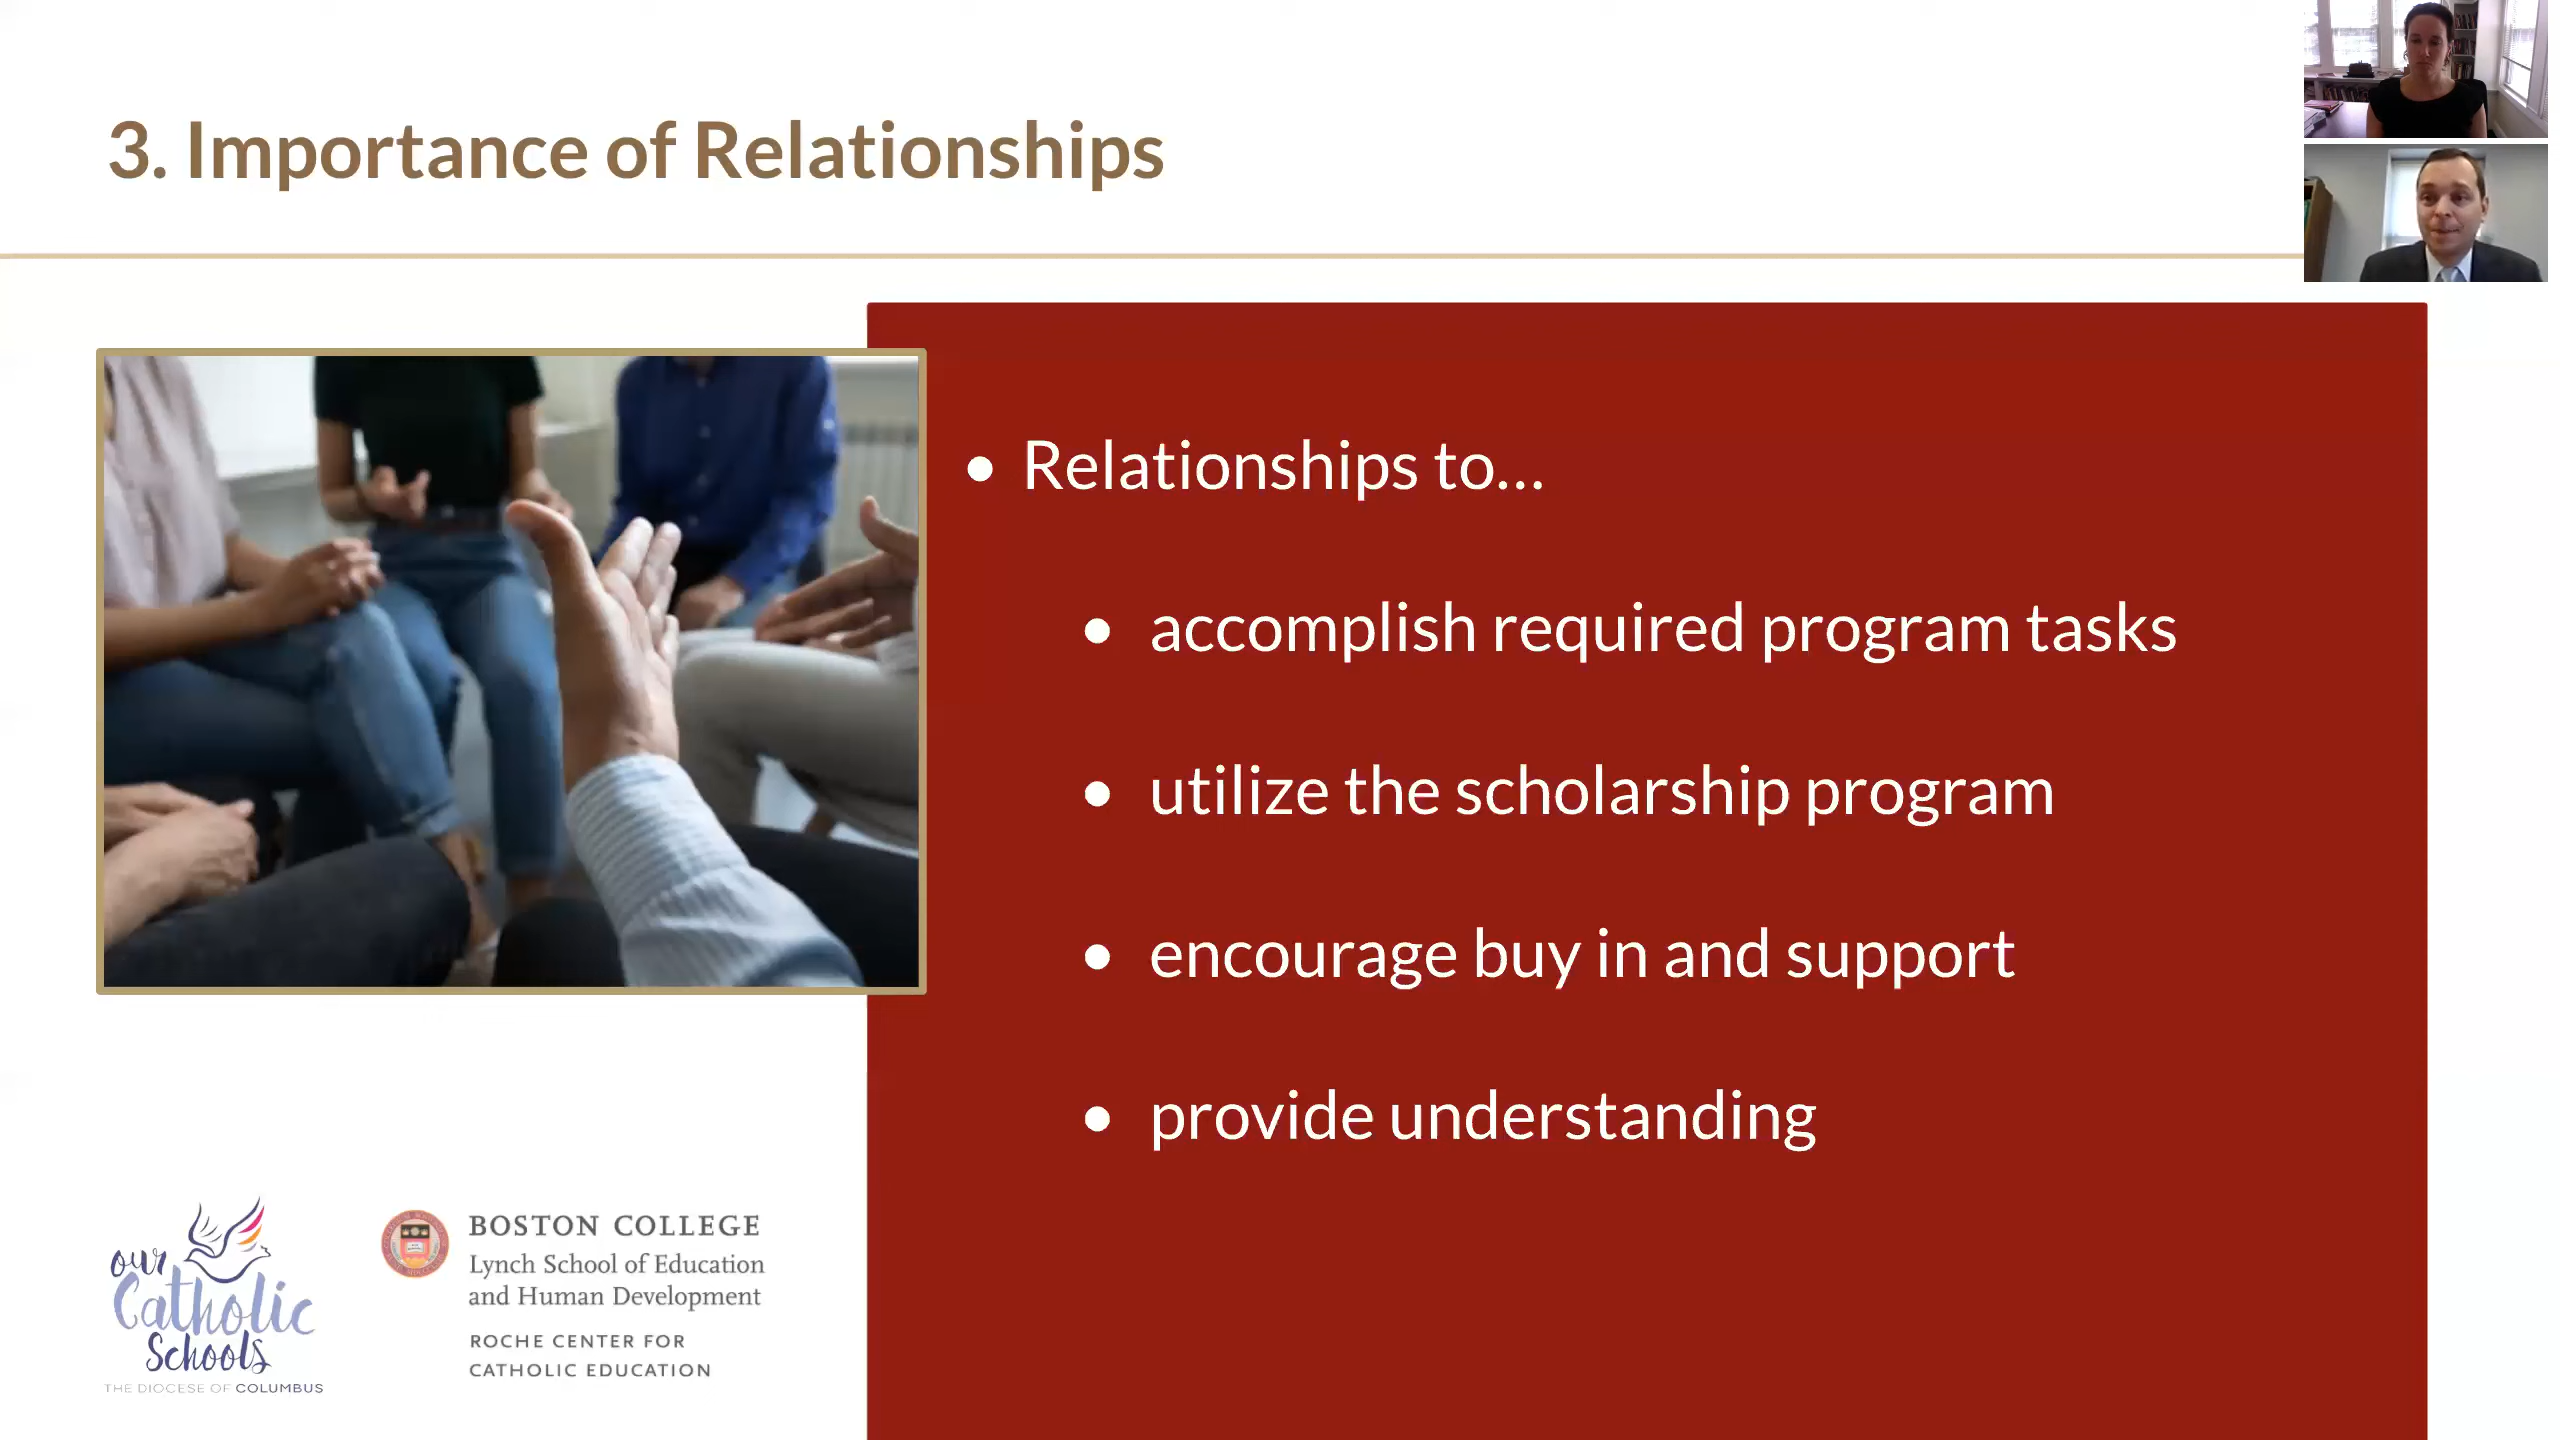 3. Importance of Relationships
• Relationships to...
• accomplish required program tasks
• utilize the scholarship program
• encourage buy in and support
• provide understanding
our
Catholic
Schools
THE DIOCESE OF COLUMBUS
BOSTON COLLEGE
Lynch School of Education
and Human Development
ROCHE CENTER FOR
CATHOLIC EDUCATION